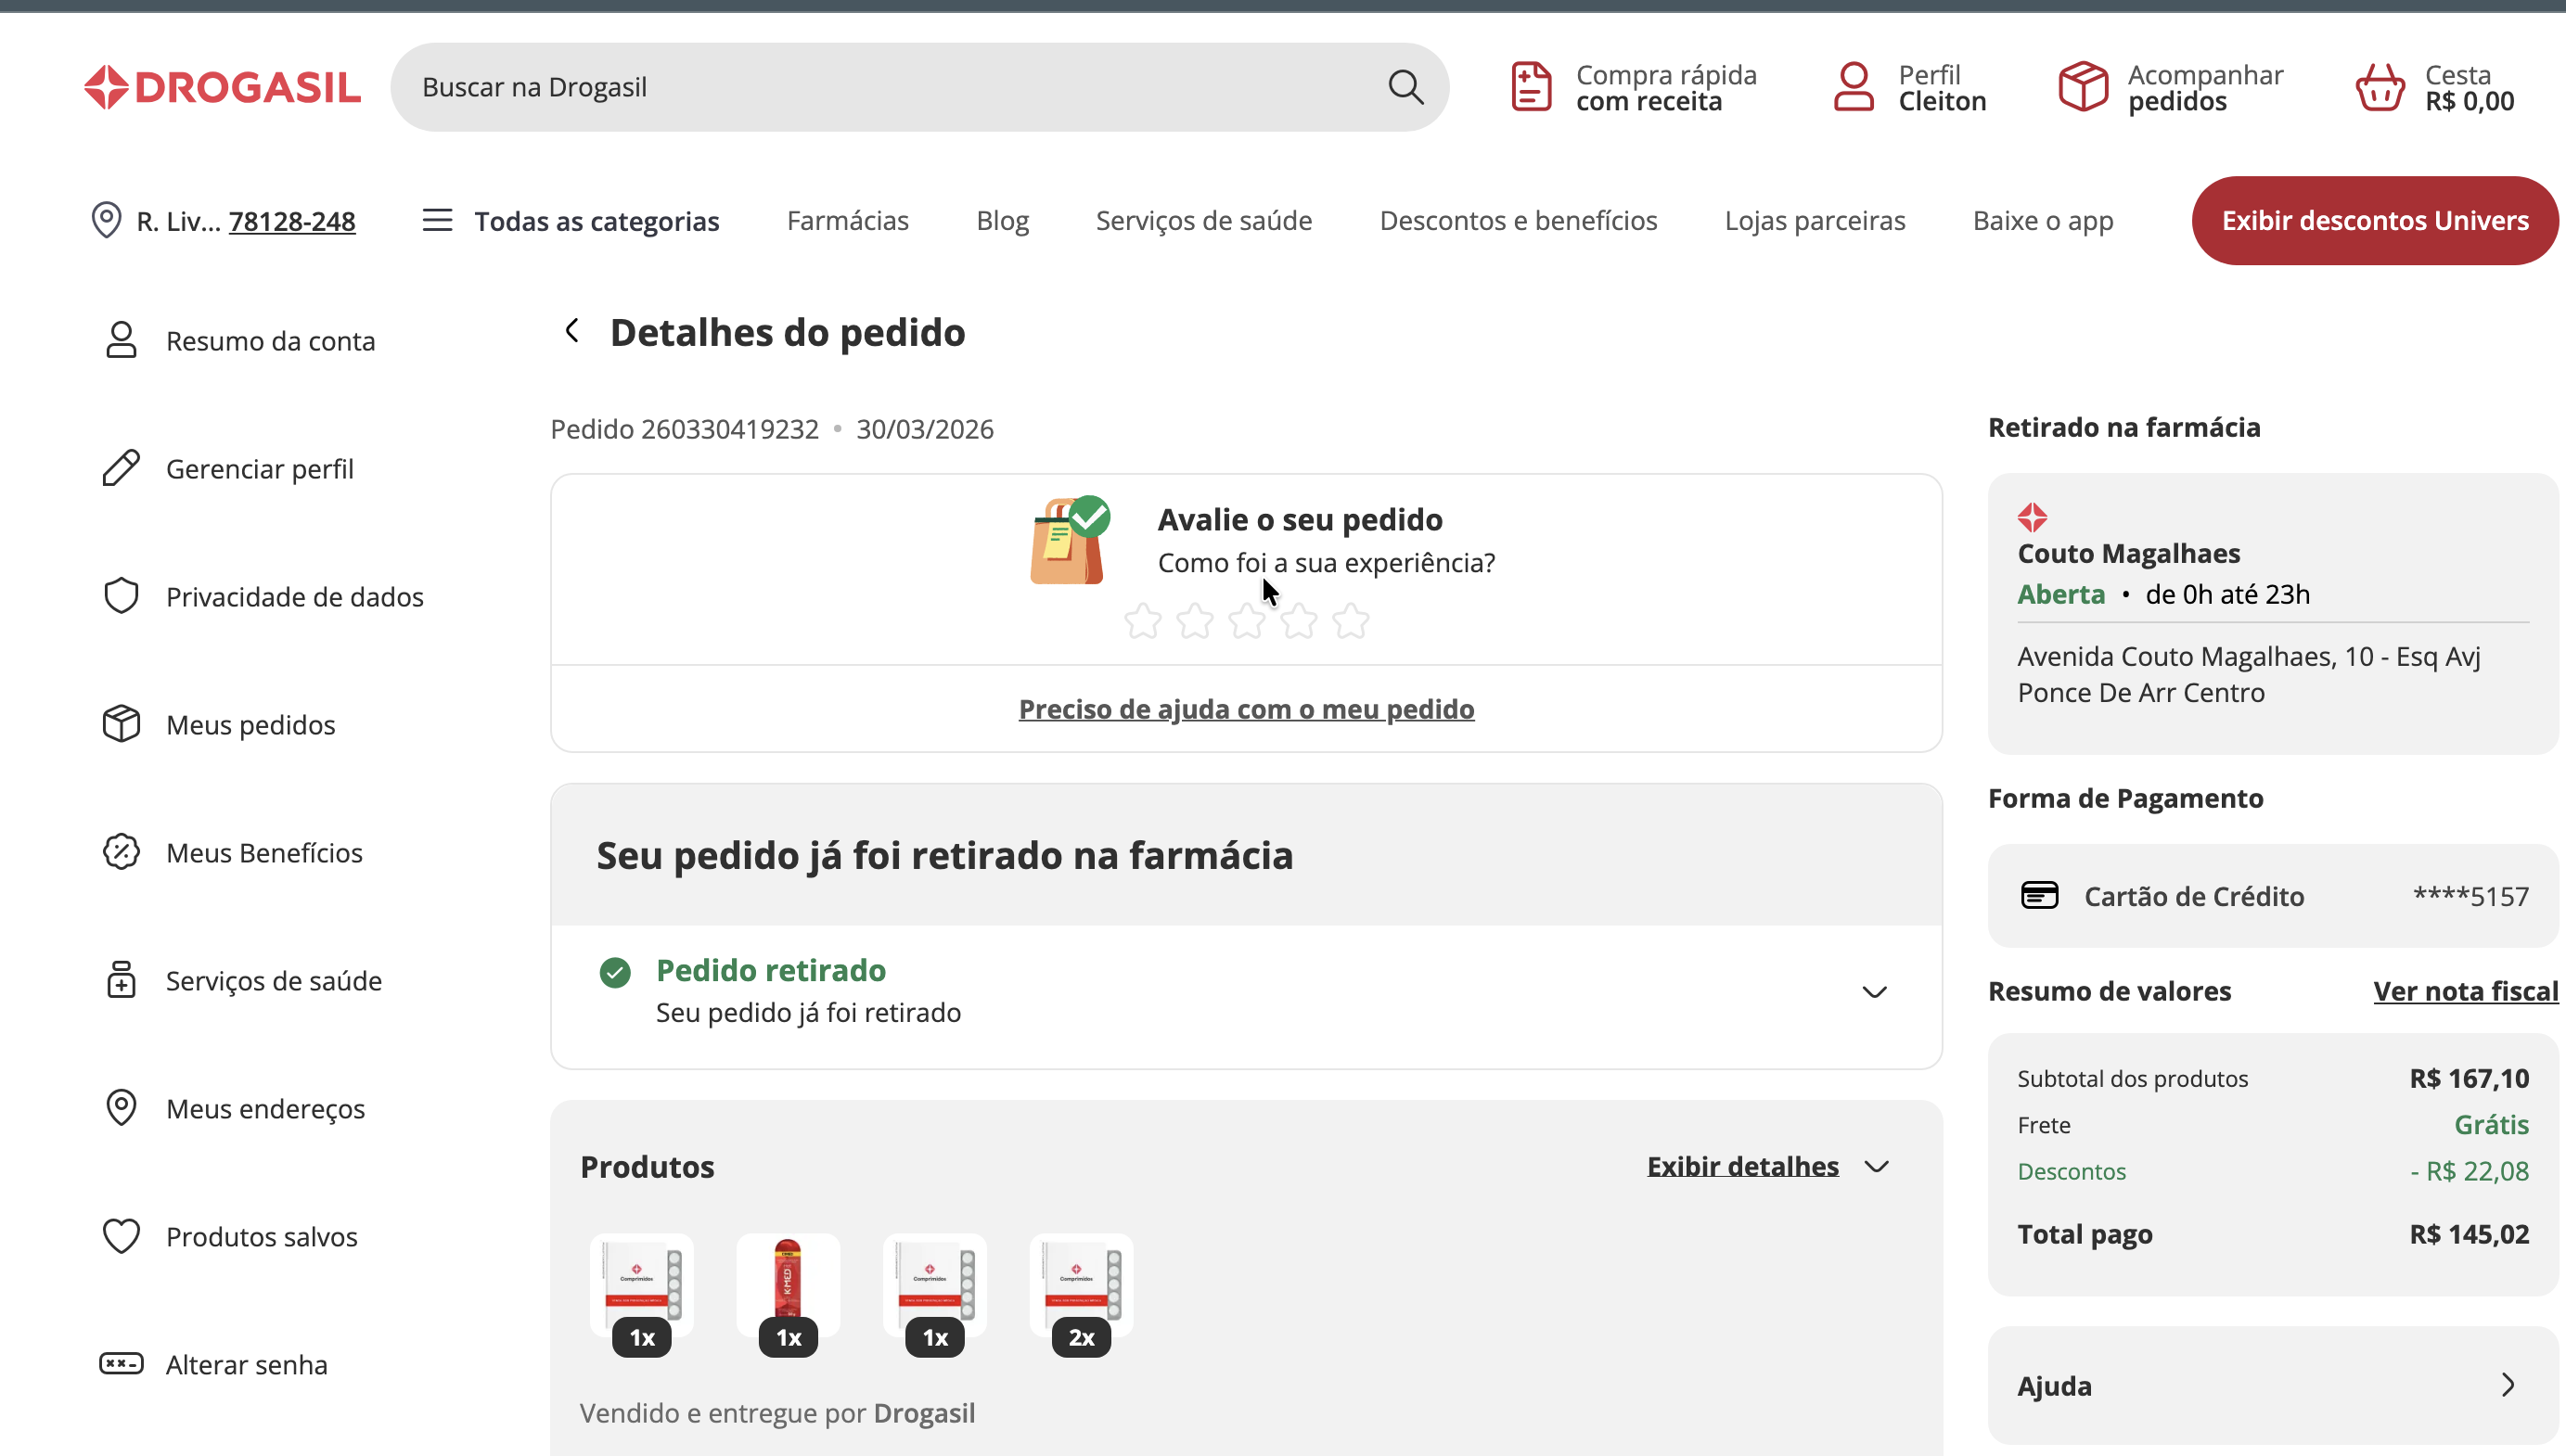 DROGASIL
Buscar na Drogasil
Compra rápida
com receita
Perfil
Cleiton
Acompanhar
pedidos
Cesta
R$ 0,00
R. Liv... 78128-248
Todas as categorias
Farmácias
Blog
Serviços de saúde
Descontos e benefícios
Lojas parceiras
Baixe o app
Exibir descontos Univers
Resumo da conta
Gerenciar perfil
Privacidade de dados
Meus pedidos
Meus Benefícios
Serviços de saúde
Meus endereços
Produtos salvos
Alterar senha
Detalhes do pedido
Pedido 260330419232 • 30/03/2026
Avalie o seu pedido
Como foi a sua experiência?
Preciso de ajuda com o meu pedido
Seu pedido já foi retirado na farmácia
Pedido retirado
Seu pedido já foi retirado
Produtos
Exibir detalhes
Comprimidos
K-MED
Comprimidos
Comprimidos
1x
1x
1x
2x
Vendido e entregue por Drogasil
Retirado na farmácia
Couto Magalhaes
Aberta • de 0h até 23h
Avenida Couto Magalhaes, 10 - Esq Avj
Ponce De Arr Centro
Forma de Pagamento
Cartão de Crédito ****5157
Resumo de valores Ver nota fiscal
Subtotal dos produtos R$ 167,10
Frete Grátis
Descontos - R$ 22,08
Total pago R$ 145,02
Ajuda